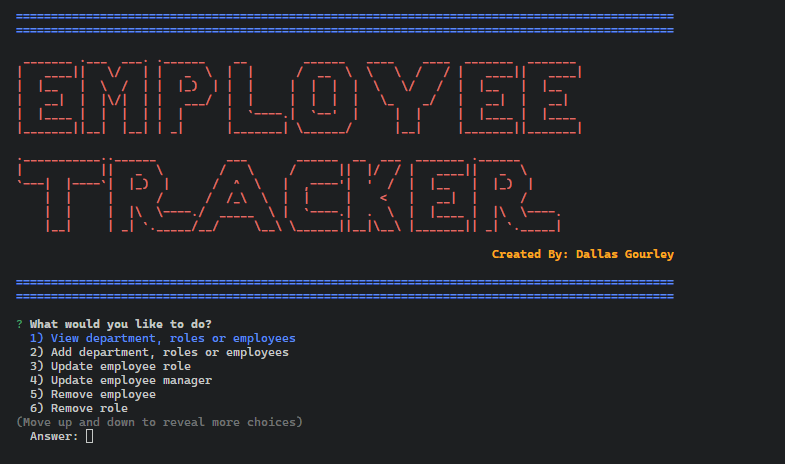 EMPLOYEE
TRACKER
Created By: Dallas Gourley
? What would you like to do?
1) View department, roles or employees
2) Add department, roles or employees
3) Update employee role
4) Update employee manager
5) Remove employee
6) Remove role
(Move up and down to reveal more choices)
Answer: